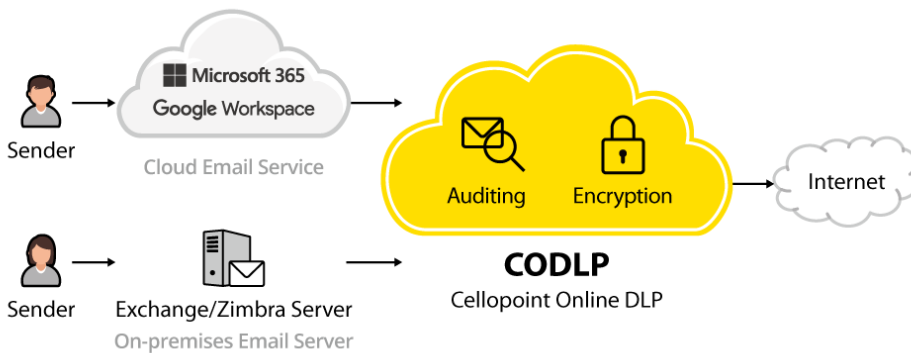 Microsoft 365
Google Workspace
Sender
Cloud Email Service
Auditing
Encryption
Internet
CODLP
Cellopoint Online DLP
Sender
Exchange/Zimbra Server
On-premises Email Server